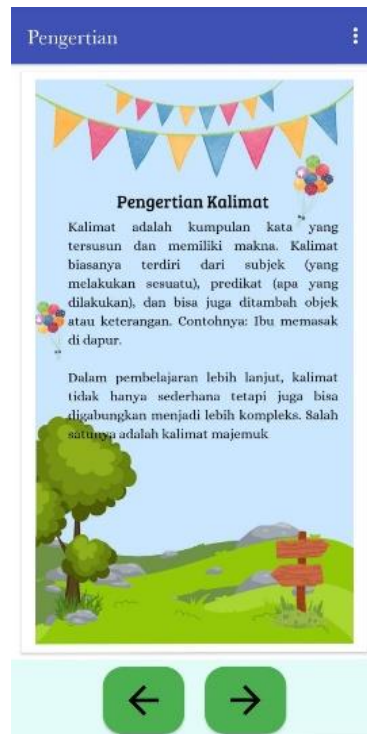 Pengertian
Pengertian Kalimat
Kalimat adalah kumpulan kata yang
tersusun dan memiliki makna. Kalimat
biasanya terdiri dari subjek (yang
melakukan sesuatu), predikat (apa yang
dilakukan), dan bisa juga ditambah objek
atau keterangan. Contohnya: Ibu memasak
di dapur.
Dalam pembelajaran lebih lanjut, kalimat
tidak hanya sederhana tetapi juga bisa
digabungkan menjadi lebih kompleks. Salah
satunya adalah kalimat majemuk